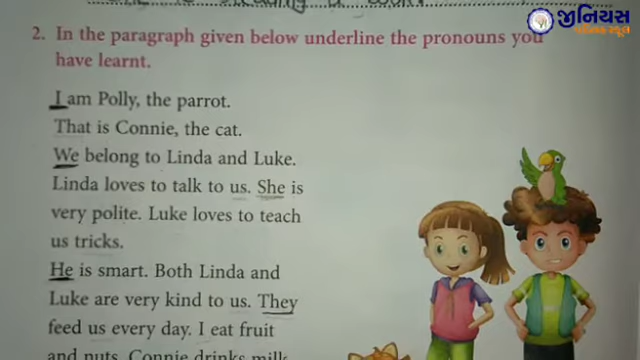 જીનિયસ
2. In the paragraph given below underline the pronouns you
have learnt.
I am Polly, the parrot.
That is Connie, the cat.
We belong to Linda and Luke.
Linda loves to talk to us. She is
very polite. Luke loves to teach
us tricks.
He is smart. Both Linda and
Luke are very kind to us. They
feed us every day. I eat fruit
and nuts. Connie drinks milk